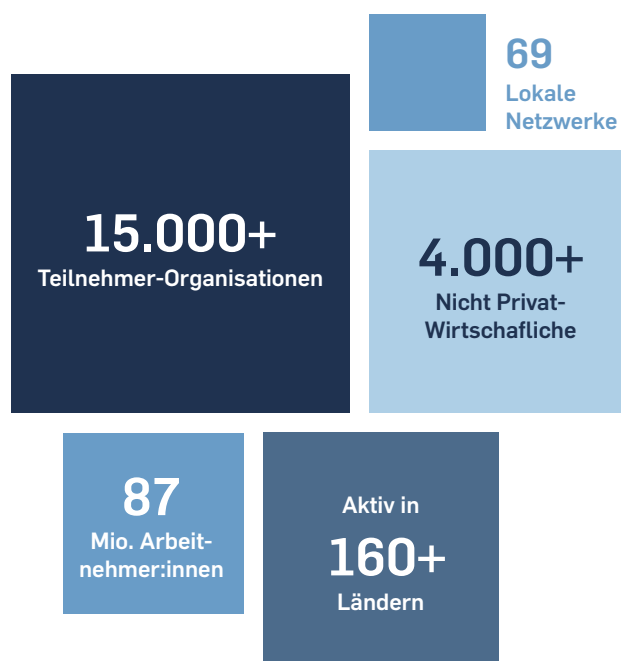 69
Lokale
Netzwerke
15.000+
Teilnehmer-Organisationen
4.000+
Nicht Privat-
Wirtschafliche
87
Mio. Arbeit-
nehmer:innen
Aktiv in
160+
Ländern